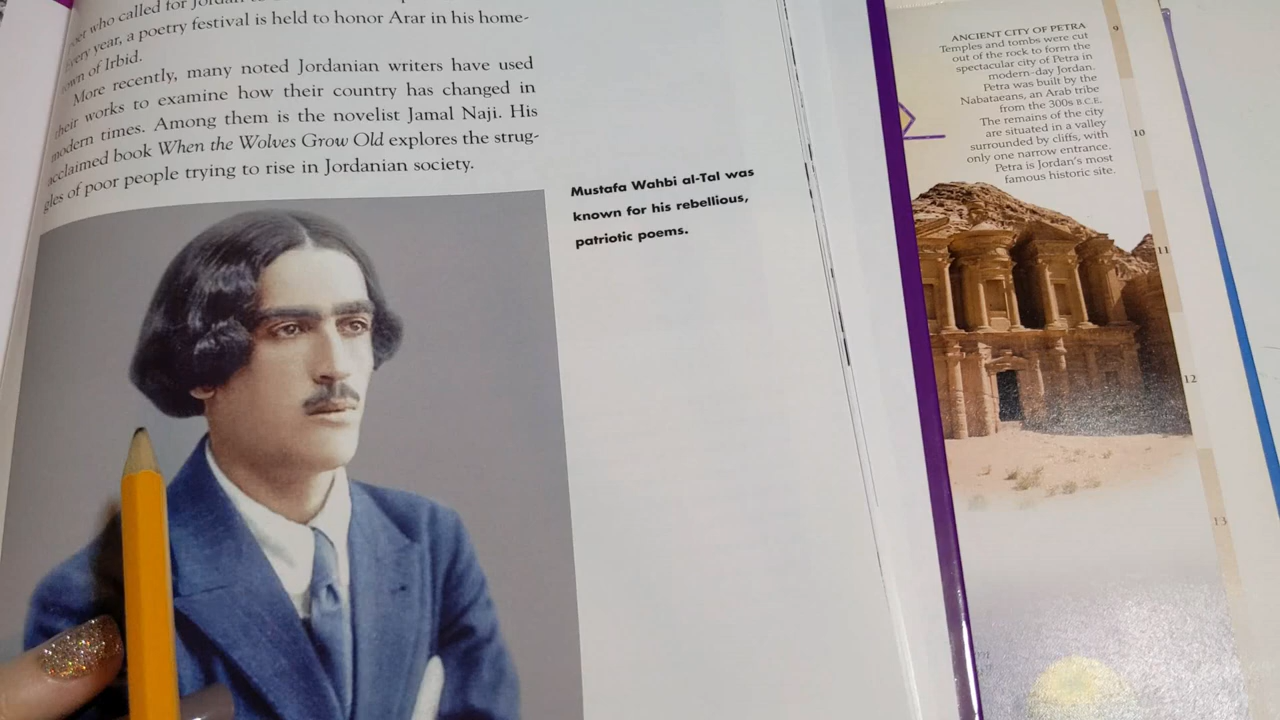 who called for
every year, a poetry festival is held to honor Arar in his home-
town of Irbid.
More recently, many noted Jordanian writers have used
their works to examine how their country has changed in
modern times. Among them is the novelist Jamal Naji. His
acclaimed book When the Wolves Grow Old explores the strug-
gles of poor people trying to rise in Jordanian society.
Mustafa Wahbi al-Tal was
known for his rebellious,
patriotic poems.
ANCIENT CITY OF PETRA
Temples and tombs were cut
out of the rock to form the
spectacular city of Petra in
modern-day Jordan.
Petra was built by the
Nabataeans, an Arab tribe
from the 300s B.C.E.
The remains of the city
are situated in a valley
surrounded by cliffs, with
only one narrow entrance.
Petra is Jordan's most
famous historic site.
9
10
11
12
13